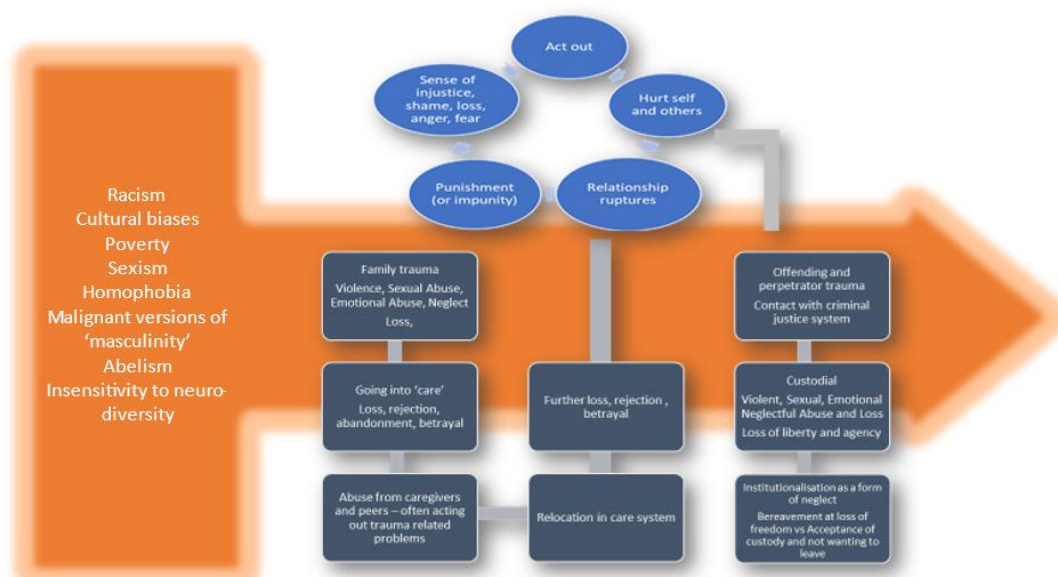 Racism
Cultural biases
Poverty
Sexism
Homophobia
Malignant versions of
‘masculinity’
Abelism
Insensitivity to neuro-
diversity
Act out
Sense of
injustice,
shame, loss,
anger, fear
Hurt self
and others
Punishment
(or impunity)
Relationship
ruptures
Family trauma
Violence, Sexual Abuse,
Emotional Abuse, Neglect
Loss,
Going into ‘care’
Loss, rejection,
abandonment, betrayal
Abuse from caregivers
and peers – often acting
out trauma related
problems
Relocation in care system
Further loss, rejection ,
betrayal
Offending and
perpetrator trauma
Contact with criminal
justice system
Custodial
Violent, Sexual, Emotional
Neglectful Abuse and Loss
Loss of liberty and agency
Institutionalisation as a form
of neglect
Bereavement at loss of
freedom vs Acceptance of
custody and not wanting to
leave